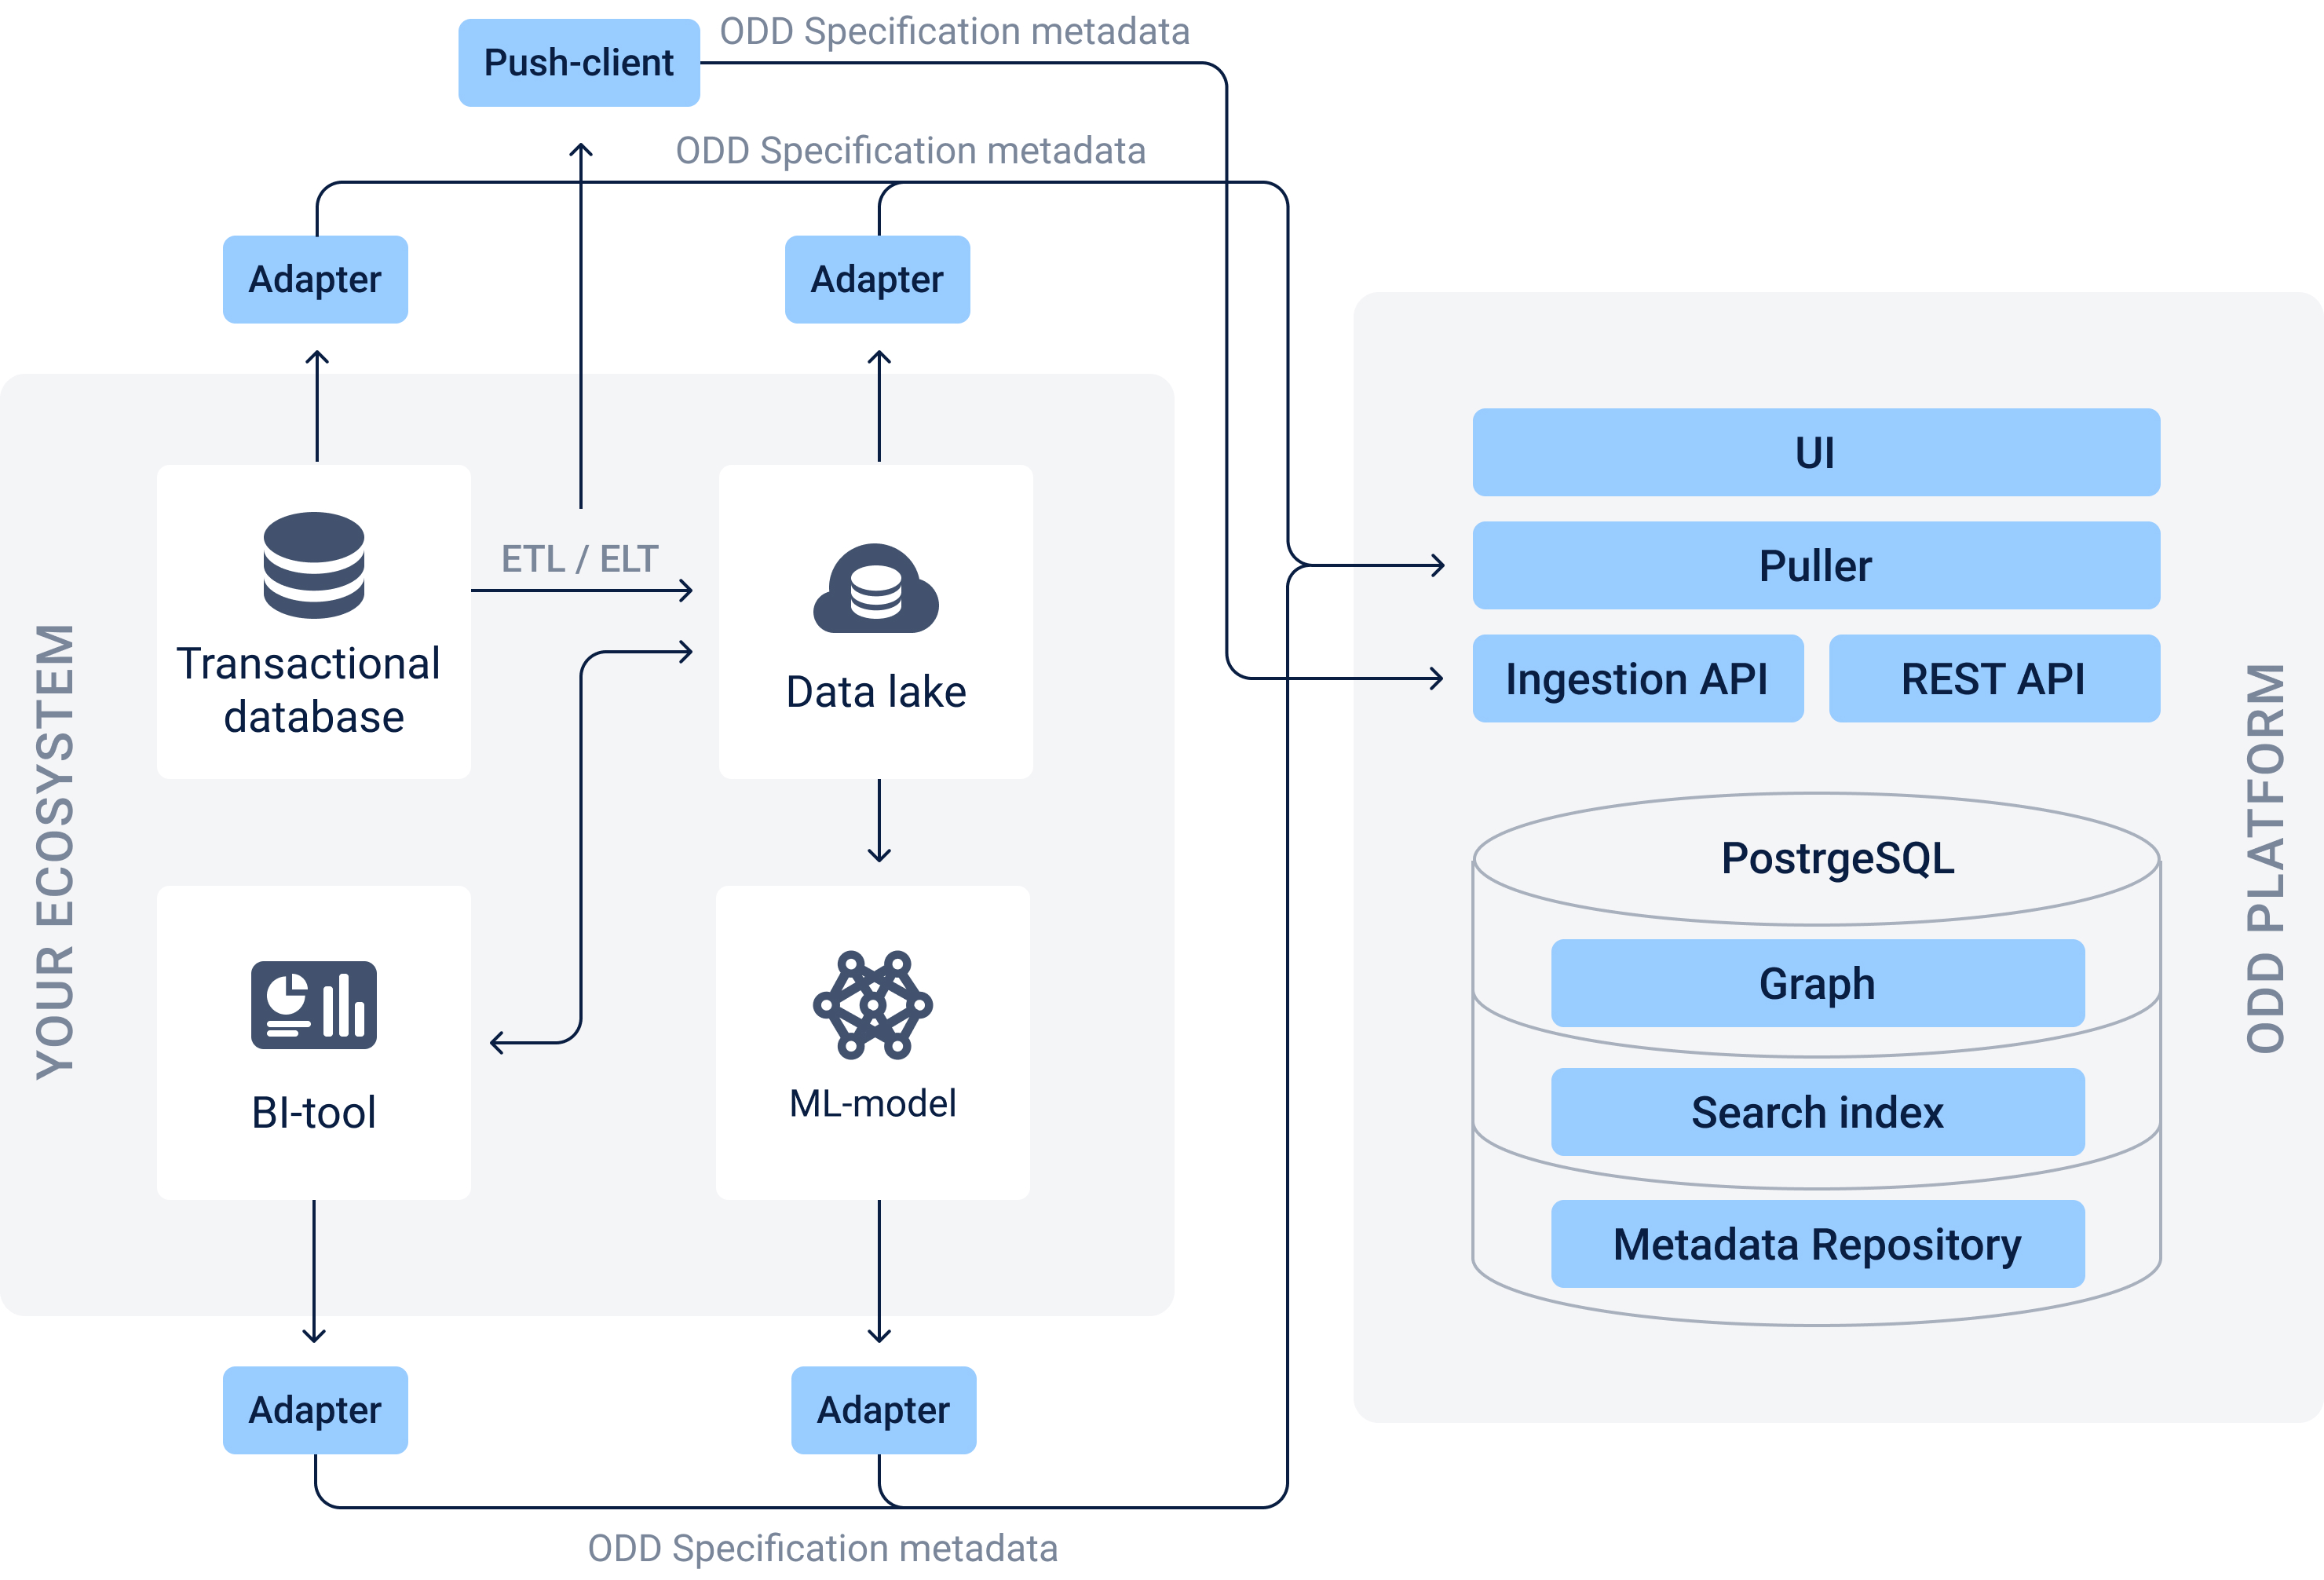 Push-client
ODD Specification metadata
ODD Specification metadata
Adapter
Adapter
YOUR ECOSYSTEM
Transactional
database
ETL / ELT
Data lake
BI-tool
ML-model
Adapter
Adapter
ODD Specification metadata
UI
Puller
Ingestion API
REST API
PostrgeSQL
Graph
Search index
Metadata Repository
ODD PLATFORM